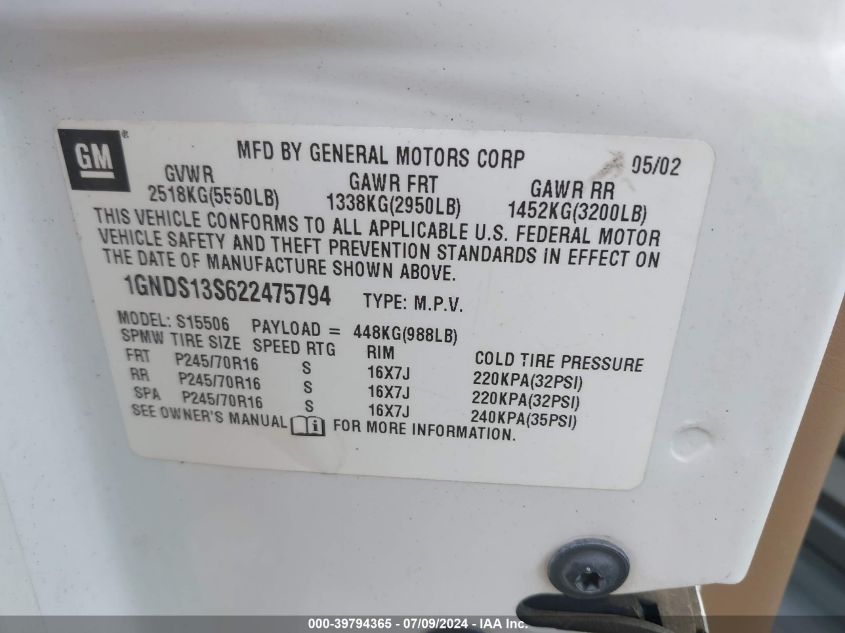 GM®
MFD BY GENERAL MOTORS CORP 05/02
GVWR GAWR FRT GAWR RR
2518KG(5550LB) 1338KG(2950LB) 1452KG(3200LB)
THIS VEHICLE CONFORMS TO ALL APPLICABLE U.S. FEDERAL MOTOR
VEHICLE SAFETY AND THEFT PREVENTION STANDARDS IN EFFECT ON
THE DATE OF MANUFACTURE SHOWN ABOVE.
1GNDS13S622475794 TYPE: M.P.V.
MODEL: S15506 PAYLOAD = 448KG(988LB)
SPMW TIRE SIZE SPEED RTG RIM COLD TIRE PRESSURE
FRT P245/70R16 S 16X7J 220KPA(32PSI)
RR P245/70R16 S 16X7J 220KPA(32PSI)
SPA P245/70R16 S 16X7J 240KPA(35PSI)
SEE OWNER'S MANUAL i FOR MORE INFORMATION.
000-39794365 - 07/09/2024 - IAA Inc.